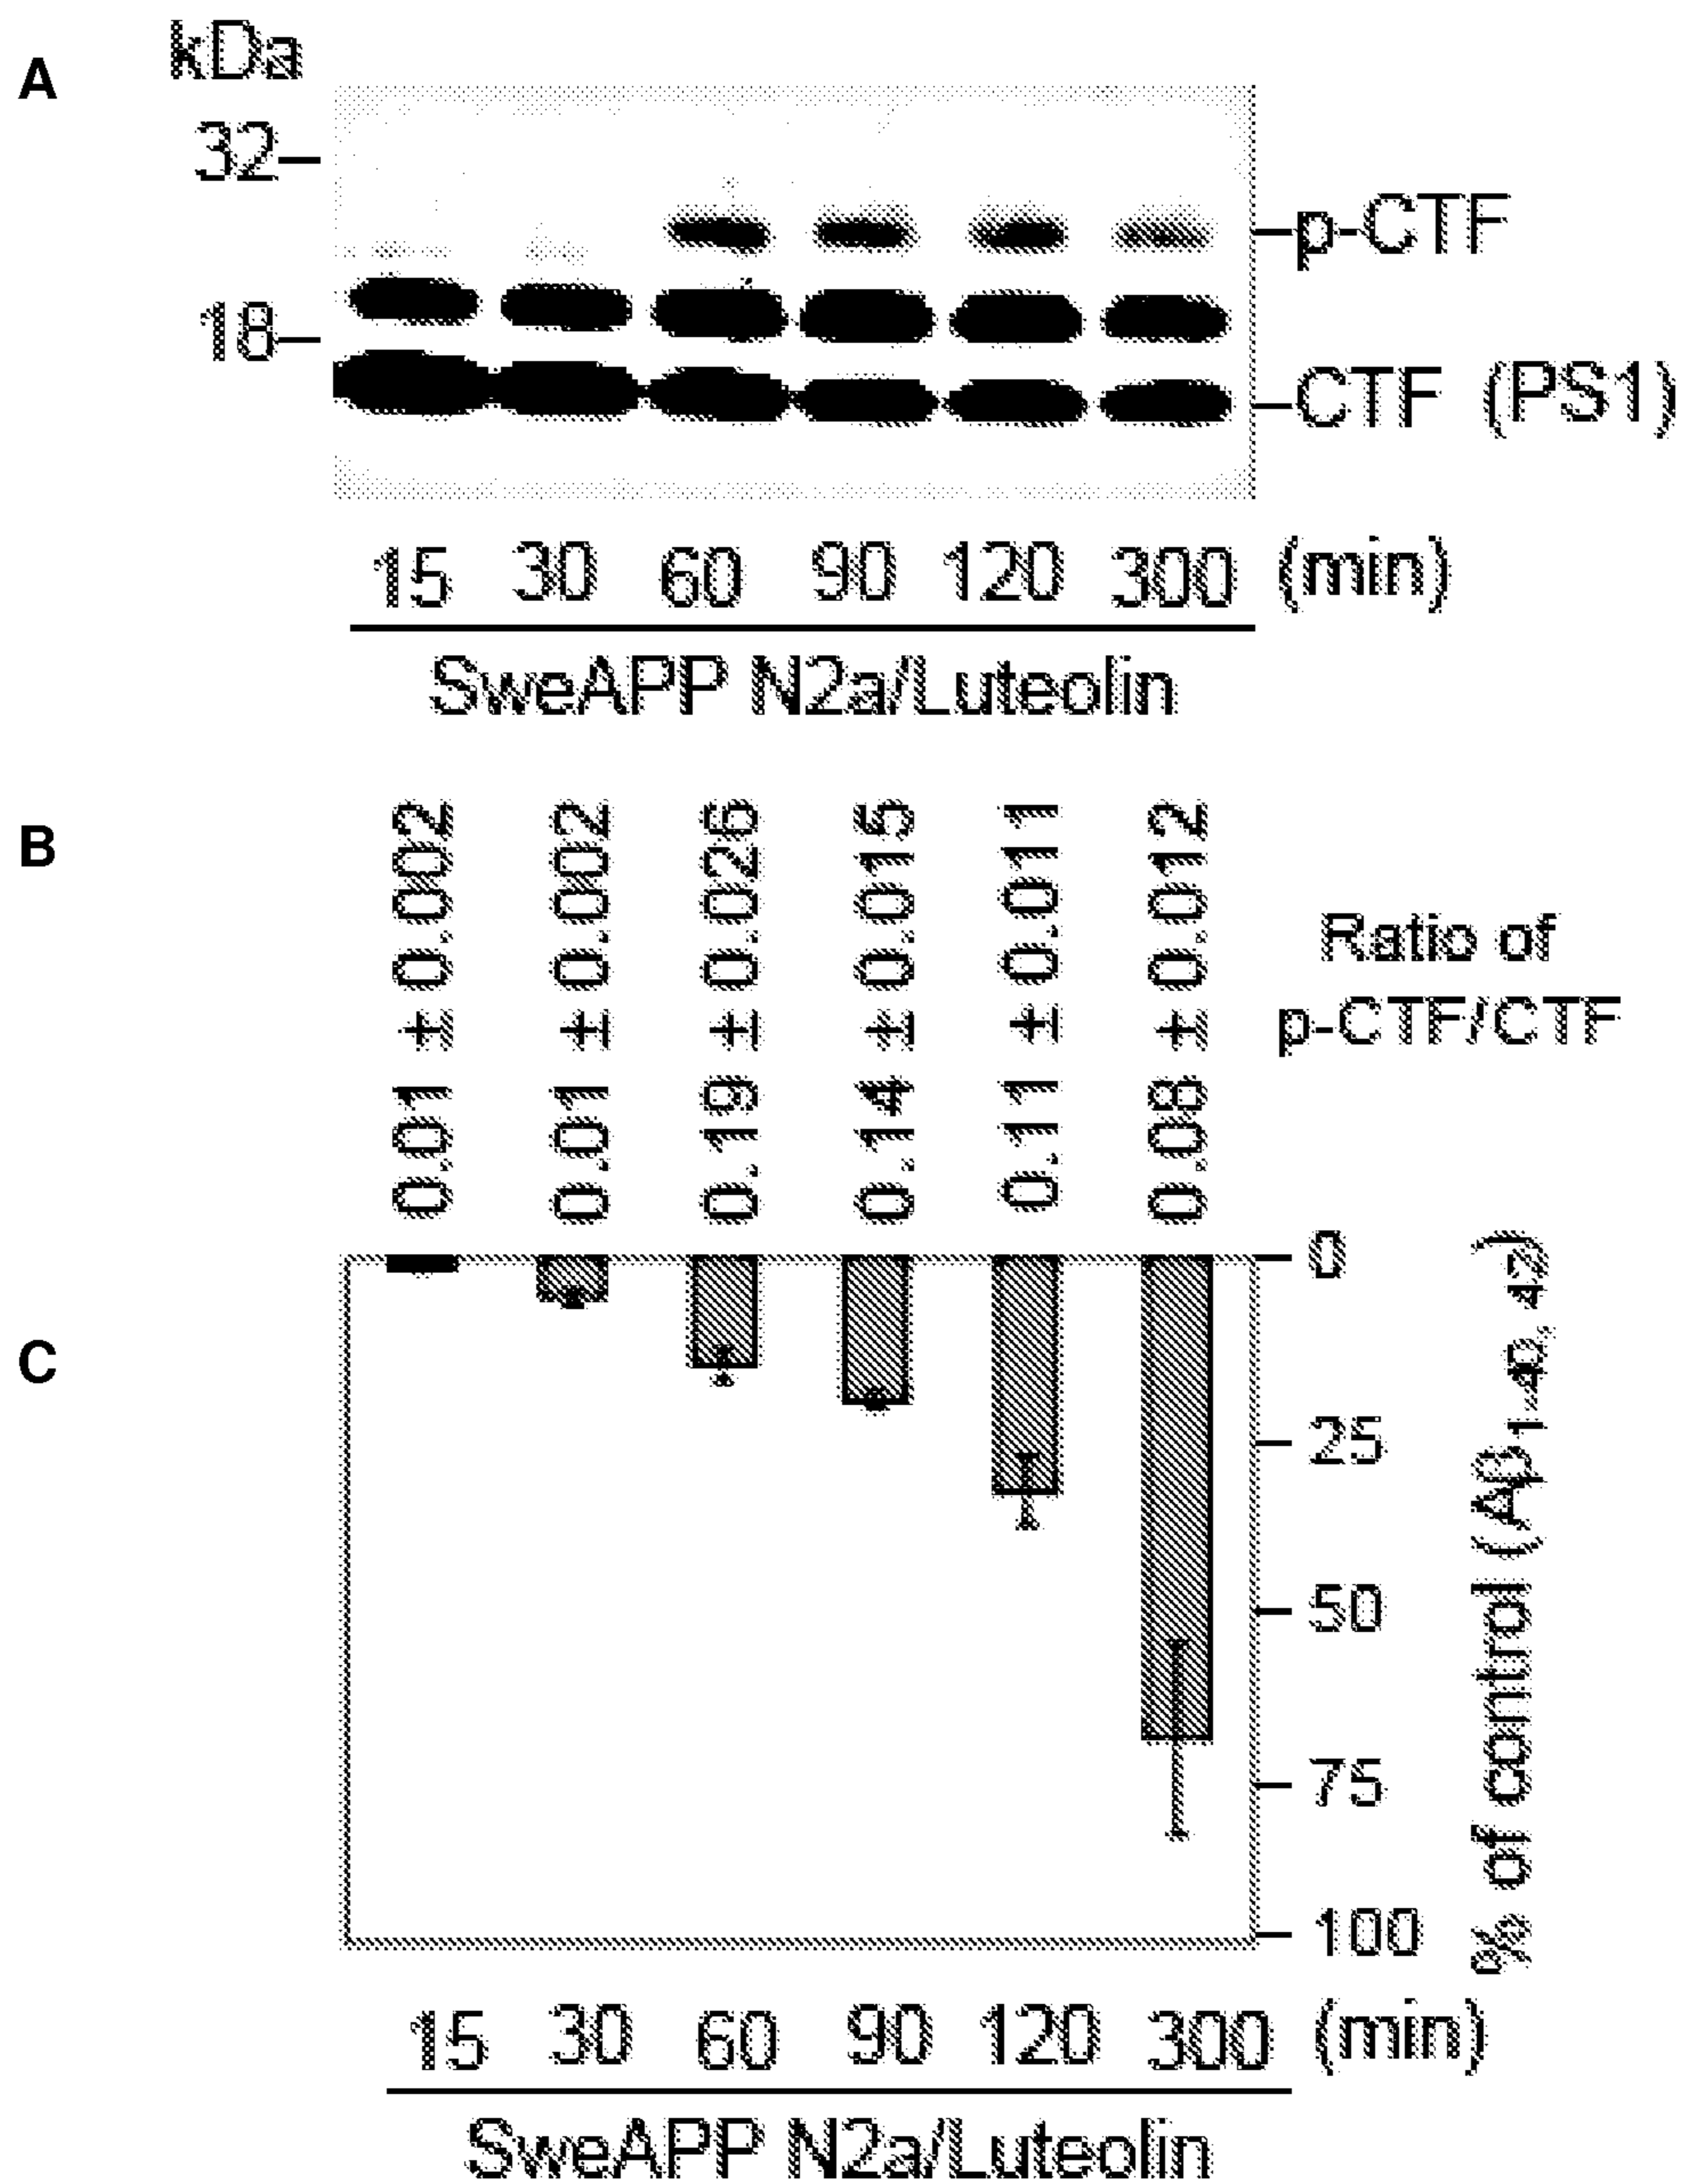 A
kDa
32
18
p-CTF
CTF (PS1)
15 30 60 90 120 300 (min)
SweAPP N2a/Luteolin
B
0.01 ± 0.002
0.01 ± 0.002
0.19 ± 0.026
0.14 ± 0.015
0.11 ± 0.011
0.08 ± 0.012
Ratio of
p-CTF/CTF
C
0
25
50
75
100
% of control (Aβ1-40, 42)
15 30 60 90 120 300 (min)
SweAPP N2a/Luteolin